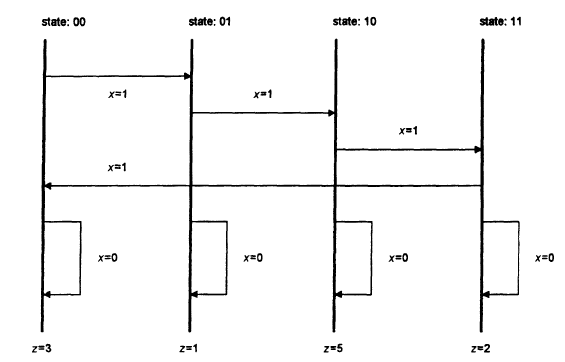 state: 00 state: 01 state: 10 state: 11
x=1
x=1
x=1
x=1
x=0 x=0 x=0 x=0
z=3 z=1 z=5 z=2